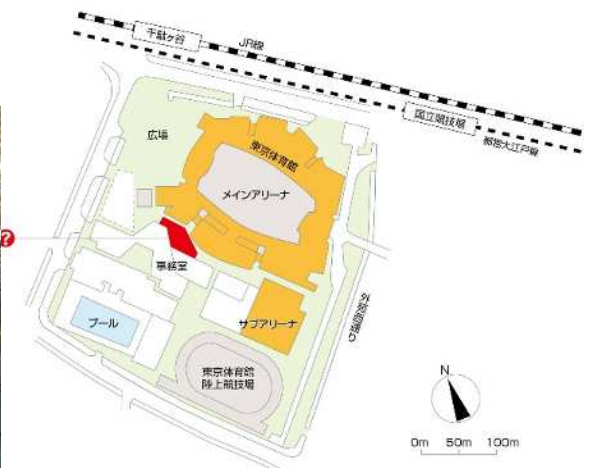 千駄ヶ谷
JR線
国立競技場
都営大江戸線
広場
東京体育館
メインアリーナ
?
事務室
プール
サブアリーナ
外苑西通り
東京体育館
陸上競技場
N
0m 50m 100m